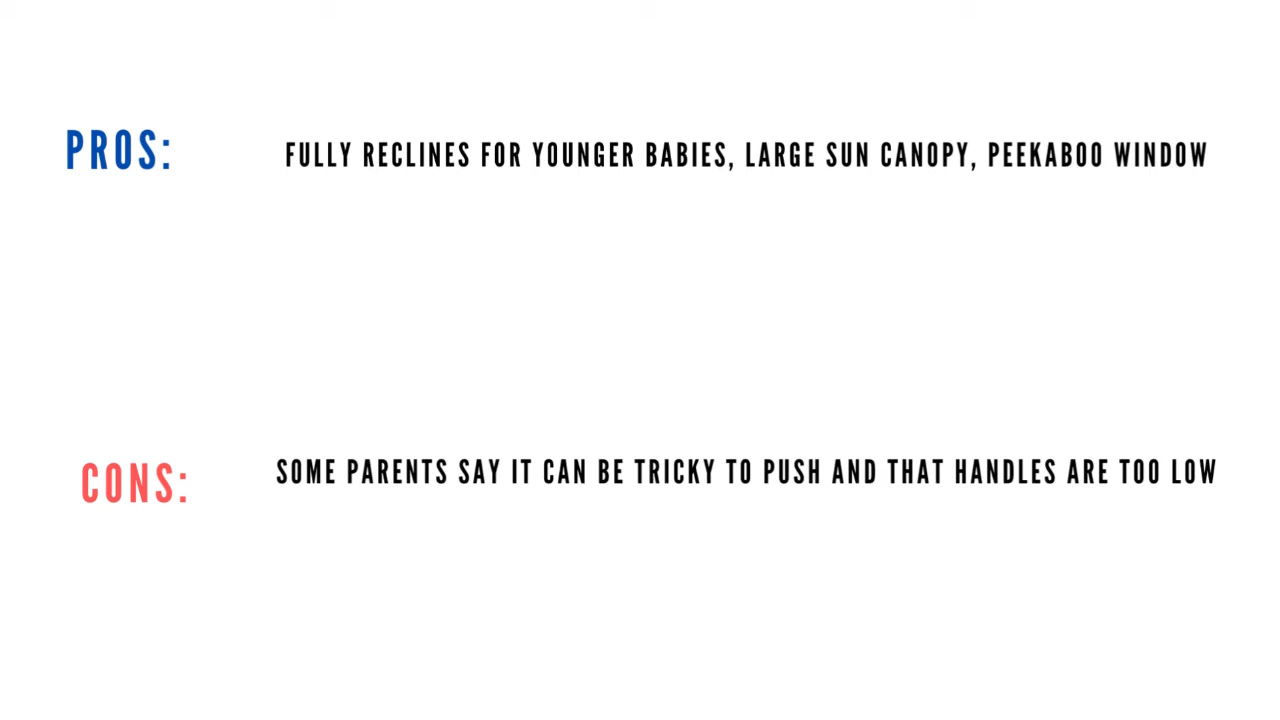 PROS:
FULLY RECLINES FOR YOUNGER BABIES, LARGE SUN CANOPY, PEEKABOO WINDOW
CONS:
SOME PARENTS SAY IT CAN BE TRICKY TO PUSH AND THAT HANDLES ARE TOO LOW